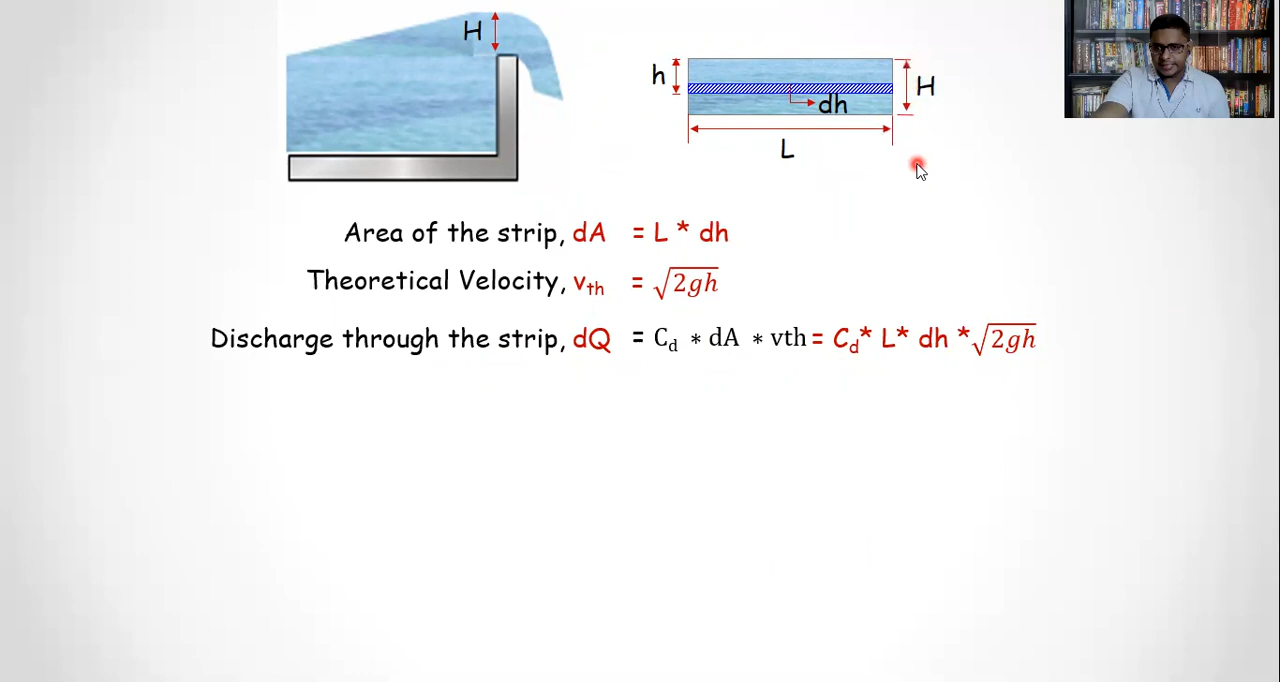 H
h
dh
H
L
Area of the strip, dA = L * dh
Theoretical Velocity, vth = √2gh
Discharge through the strip, dQ = Cd * dA * vth = Cd* L* dh *√2gh